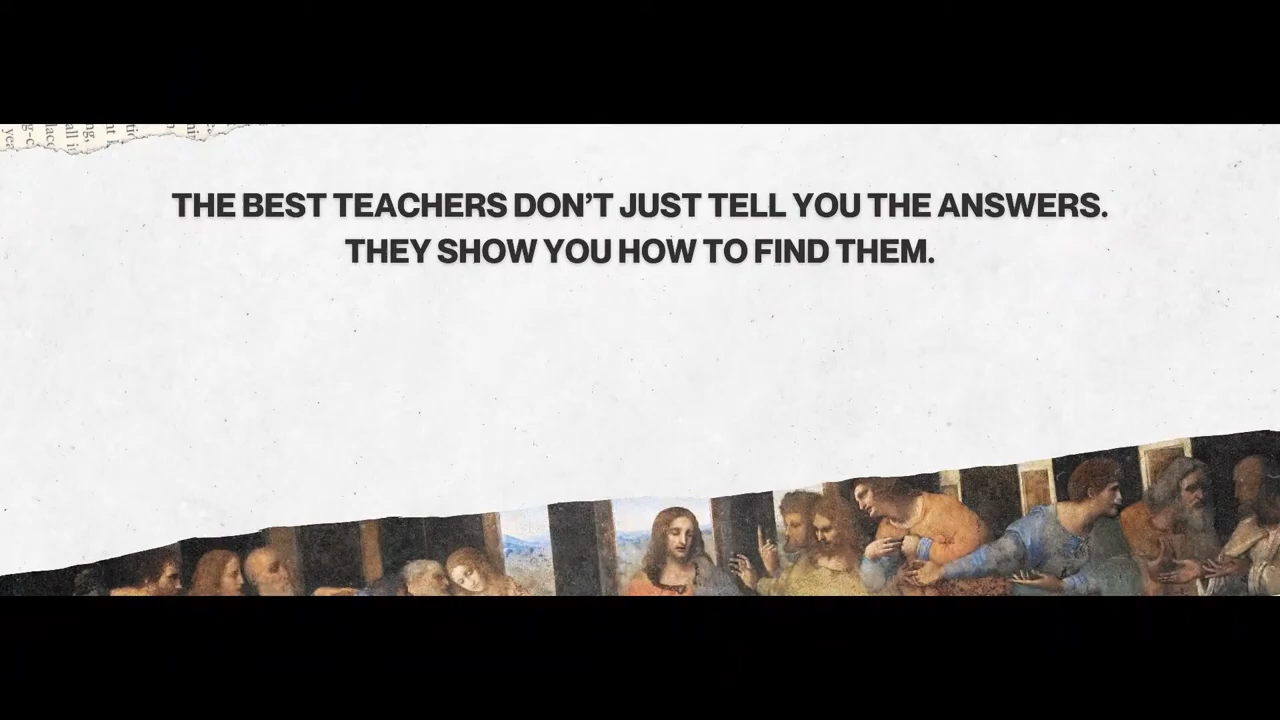 THE BEST TEACHERS DON'T JUST TELL YOU THE ANSWERS.
THEY SHOW YOU HOW TO FIND THEM.